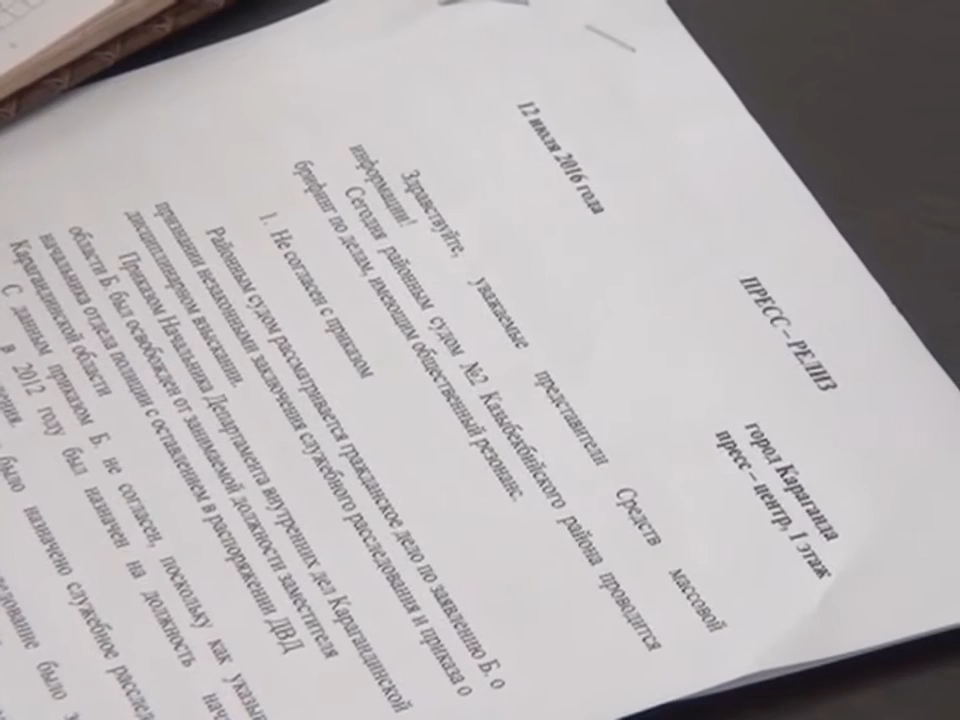 ПРЕСС – РЕЛИЗ
12 июля 2016 года
город Караганда
пресс – центр, 1 этаж
Здравствуйте, уважаемые представители Средств массовой
информации!
Сегодня районным судом №2 Казыбекбийского района проводится
брифинг по делам, имеющим общественный резонанс.
1. Не согласен с приказом
Районным судом рассматривается гражданское дело по заявлению Б. о
признании незаконными заключения служебного расследования и приказа о
дисциплинарном взыскании.
Приказом Начальника Департамента внутренних дел Карагандинской
области Б. был освобожден от занимаемой должности заместителя
начальника отдела полиции с оставлением в распоряжении ДВД
Карагандинской области
С данным приказом Б. не согласен, поскольку как указыв
в 2012 году был назначен на должность нач
было назначено служебное расслед
было